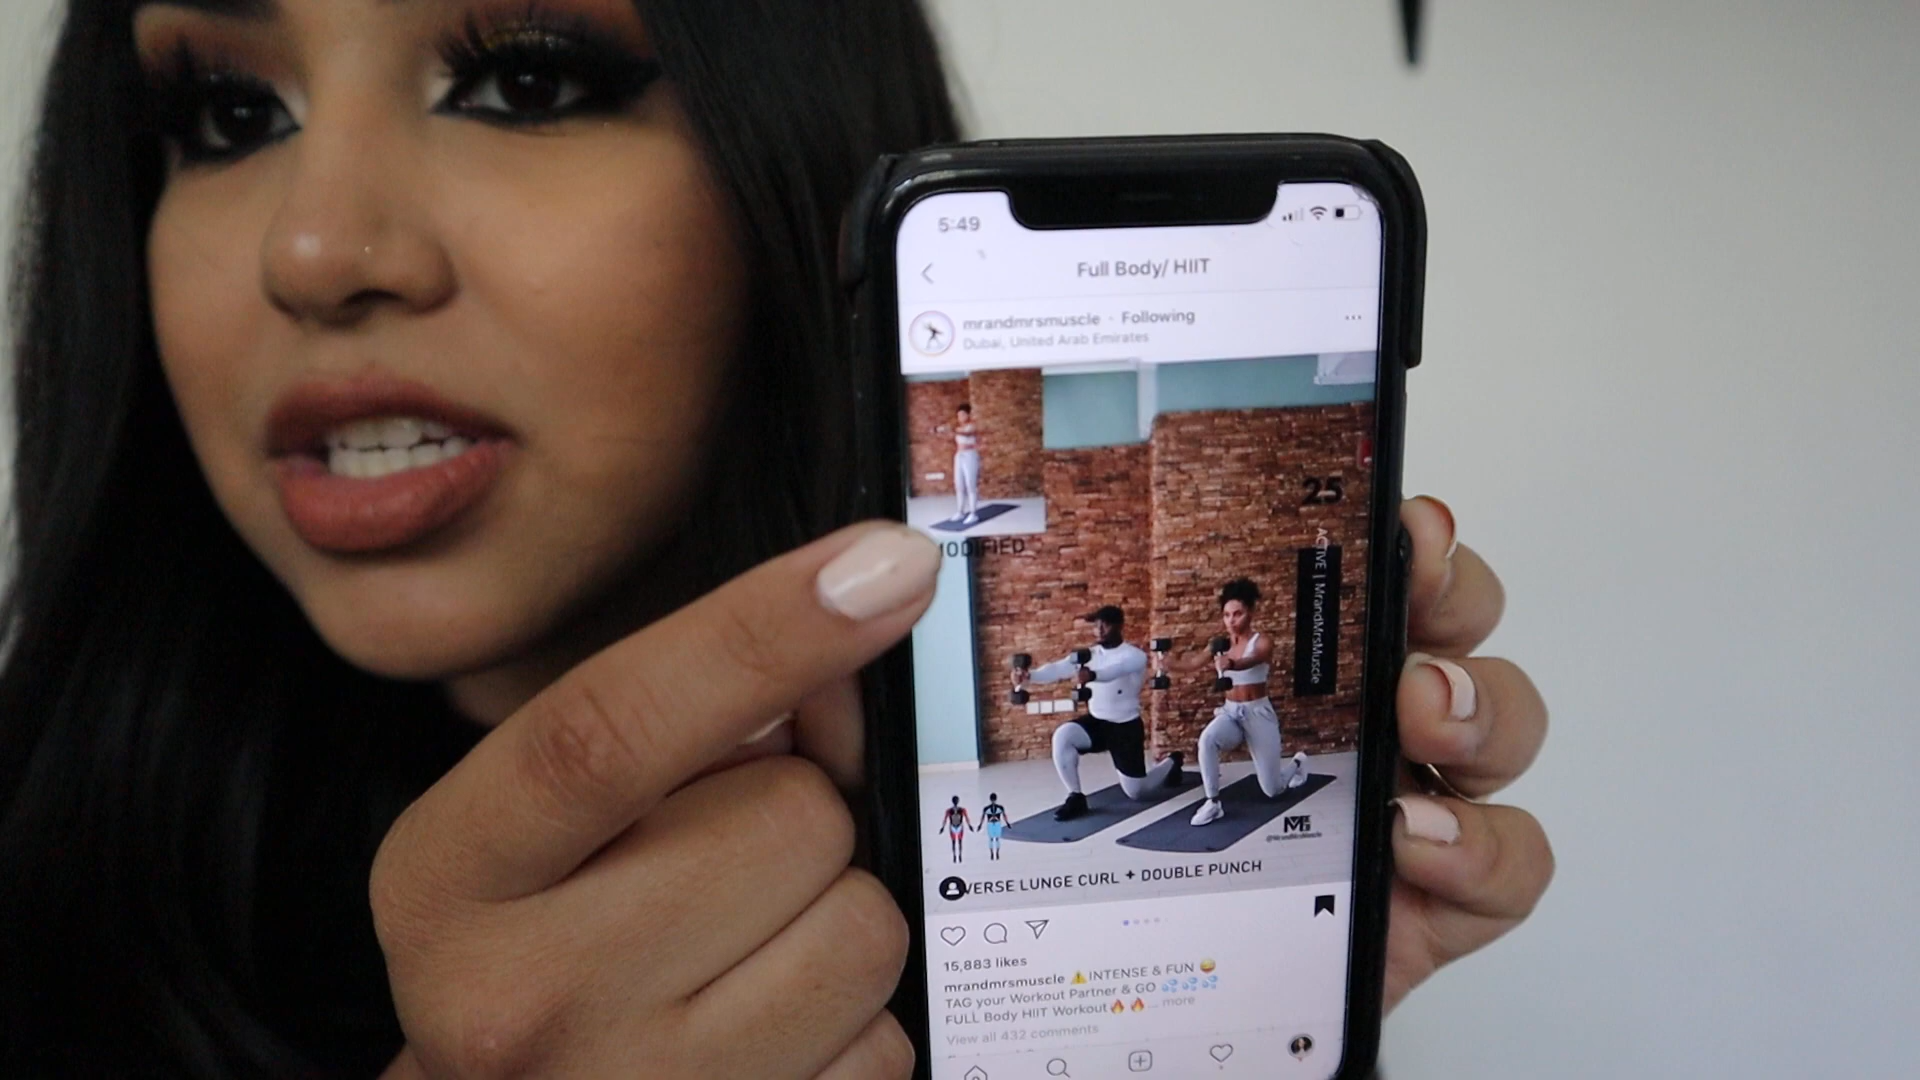 5:49
Full Body/ HIIT
mrandmrsmuscle · Following
Dubai, United Arab Emirates
25
MODIFIED
ACTIVE | MrandMrsMuscle
MM
@MrandMrsMuscle
VERSE LUNGE CURL + DOUBLE PUNCH
15,883 likes
mrandmrsmuscle ⚠️INTENSE & FUN 😅
TAG your Workout Partner & GO 💦💦💦
FULL Body HIIT Workout🔥🔥... more
View all 432 comments